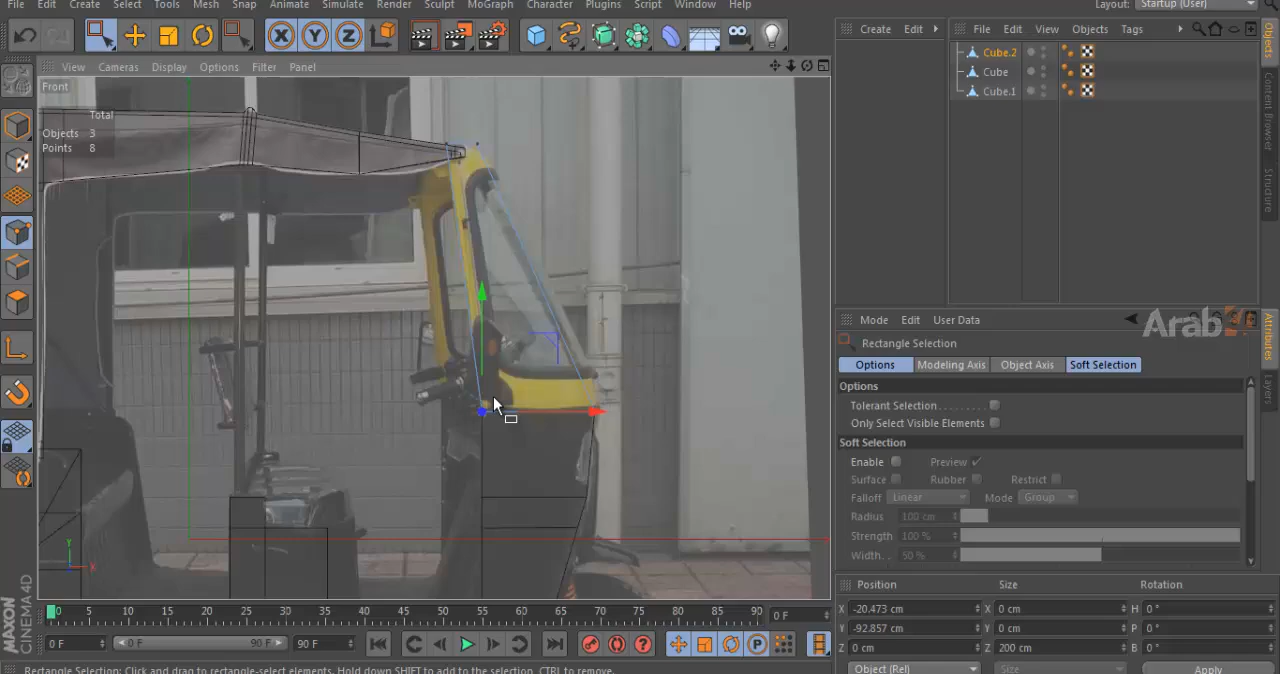 File Edit Create Select Tools Mesh Snap Animate Simulate Render Sculpt MoGraph Character Plugins Script Window Help
Layout: Startup (User)
View Cameras Display Options Filter Panel
Create Edit
File Edit View Objects Tags
Front
Total
Objects 3
Points 8
Cube.2
Cube
Cube.1
Objects
Content Browser
Structure
Mode Edit User Data
Arab
Rectangle Selection
Options Modeling Axis Object Axis Soft Selection
Options
Tolerant Selection
Only Select Visible Elements
Soft Selection
Enable Preview
Surface Rubber Restrict
Falloff Linear Mode Group
Radius 100 cm
Strength 100 %
Width 50 %
Attributes
Layers
Y
X
0 5 10 15 20 25 30 35 40 45 50 55 60 65 70 75 80 85 90
0 F
0 F 0 F 90 F 90 F
Position Size Rotation
X -20.473 cm X 0 cm H 0 °
Y -92.857 cm Y 0 cm P 0 °
Z 0 cm Z 200 cm B 0 °
Object (Rel) Size Apply
MAXON
CINEMA 4D
Rectangle Selection: Click and drag to rectangle-select elements. Hold down SHIFT to add to the selection, CTRL to remove.